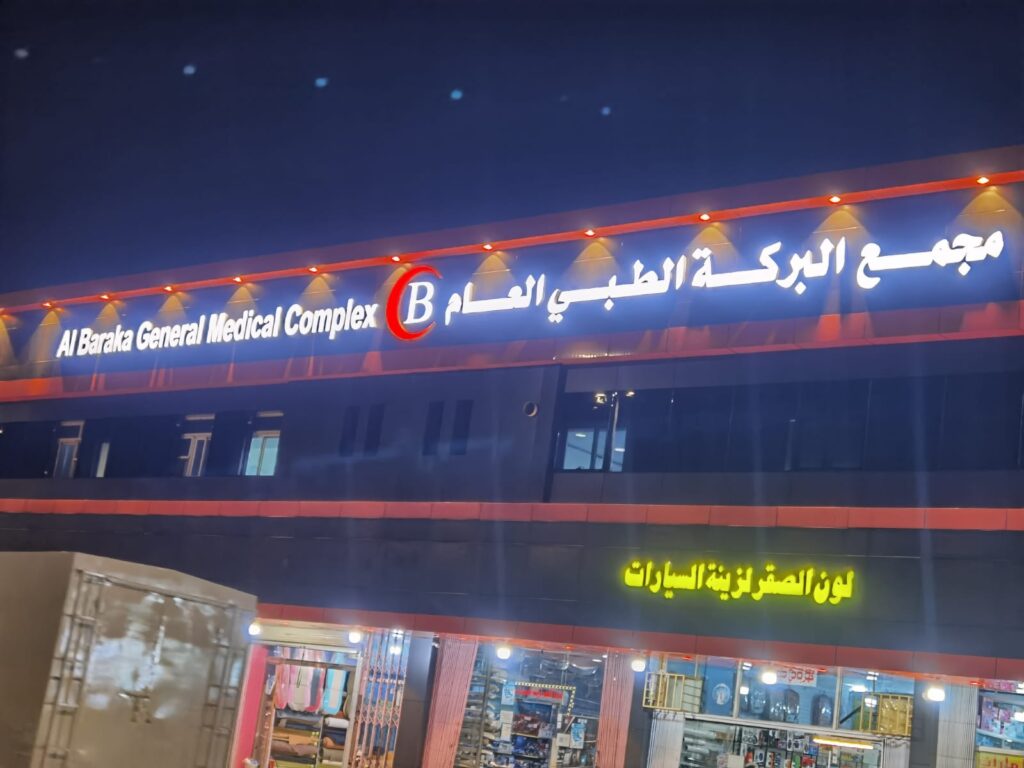 Al Baraka General Medical Complex
B
مجمع البركة الطبي العام
لون الصقر لزينة السيارات